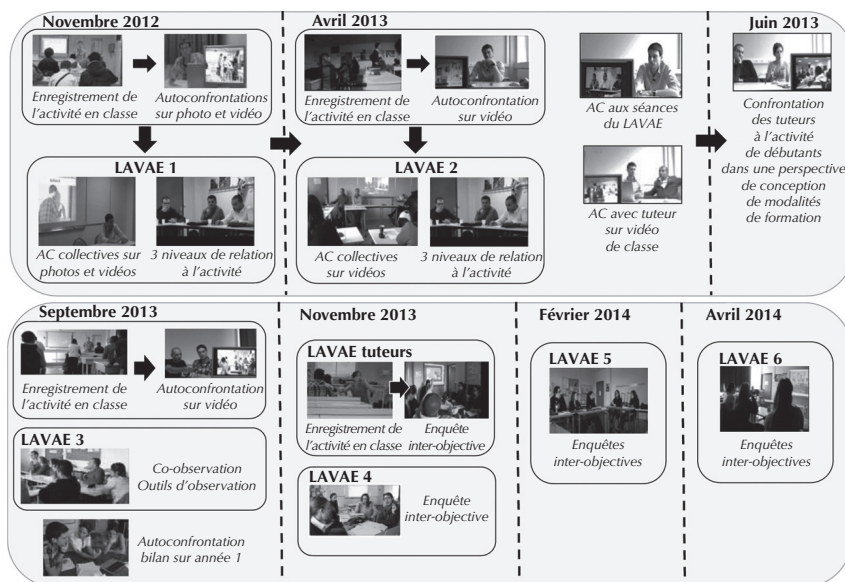 Novembre 2012
Enregistrement de
l'activité en classe
Autoconfrontations
sur photo et vidéo
LAVAE 1
AC collectives sur
photos et vidéos
3 niveaux de relation
à l'activité
Avril 2013
Enregistrement de
l'activité en classe
Autoconfrontation
sur vidéo
LAVAE 2
AC collectives
sur vidéos
3 niveaux de relation
à l'activité
AC aux séances
du LAVAE
AC avec tuteur
sur vidéo
de classe
Juin 2013
Confrontation
des tuteurs
à l'activité
de débutants
dans une perspective
de conception
de modalités
de formation
Septembre 2013
Enregistrement de
l'activité en classe
Autoconfrontation
sur vidéo
LAVAE 3
Co-observation
Outils d'observation
Autoconfrontation
bilan sur année 1
Novembre 2013
LAVAE tuteurs
Enregistrement de
l'activité en classe
Enquête
inter-objective
LAVAE 4
Enquête
inter-objective
Février 2014
LAVAE 5
Enquêtes
inter-objectives
Avril 2014
LAVAE 6
Enquêtes
inter-objectives